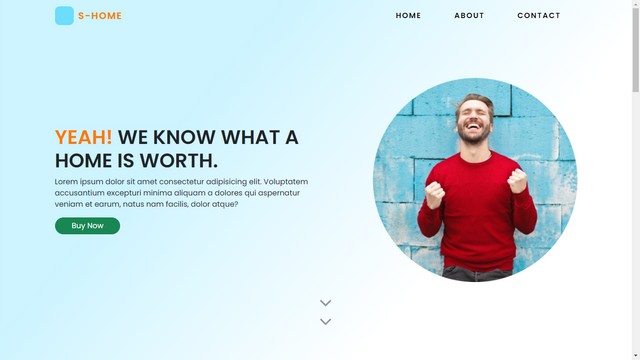 S-HOME
HOME ABOUT CONTACT
YEAH! WE KNOW WHAT A
HOME IS WORTH.
Lorem ipsum dolor sit amet consectetur adipisicing elit. Voluptatem
accusantium excepturi minima aliquam a dolores qui aspernatur
veniam et earum, natus nam facilis, dolor atque?
Buy Now